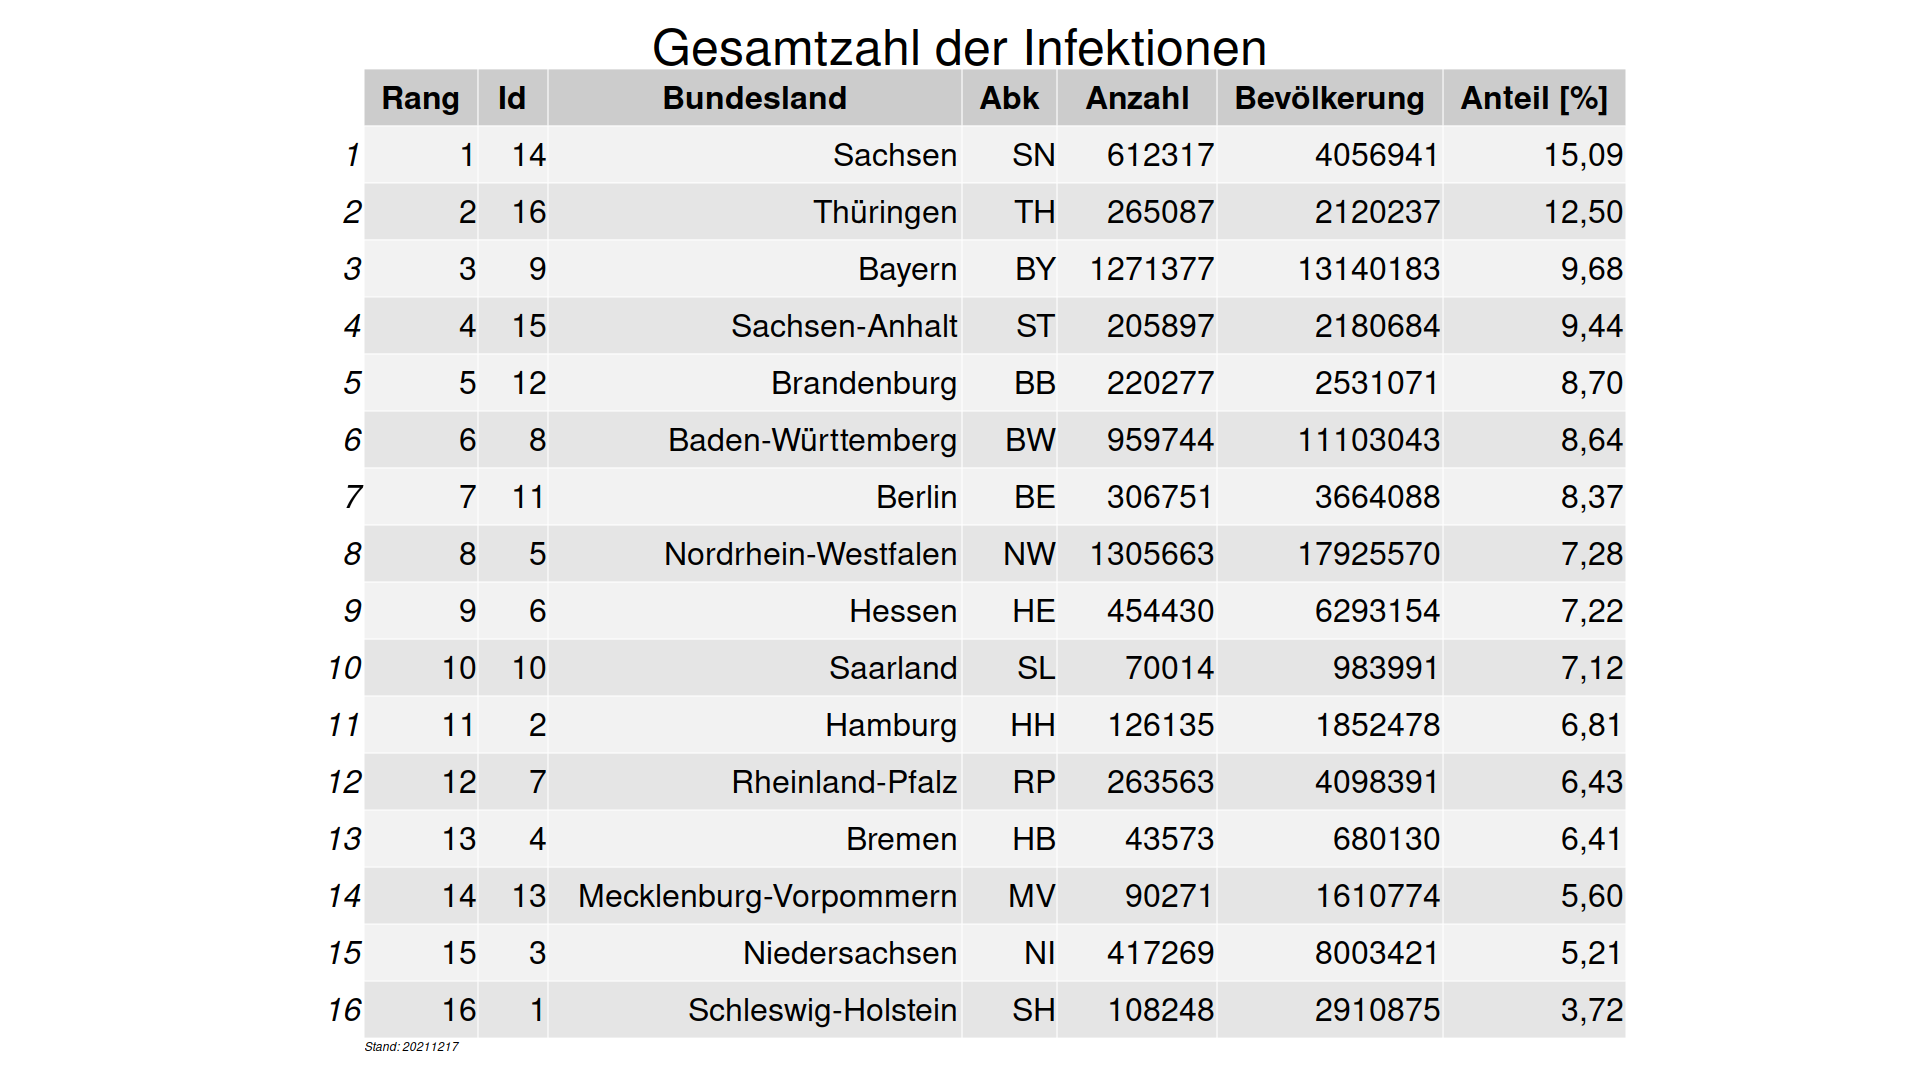 Gesamtzahl der Infektionen
Rang Id Bundesland Abk Anzahl Bevölkerung Anteil [%]
1 1 14 Sachsen SN 612317 4056941 15,09
2 2 16 Thüringen TH 265087 2120237 12,50
3 3 9 Bayern BY 1271377 13140183 9,68
4 4 15 Sachsen-Anhalt ST 205897 2180684 9,44
5 5 12 Brandenburg BB 220277 2531071 8,70
6 6 8 Baden-Württemberg BW 959744 11103043 8,64
7 7 11 Berlin BE 306751 3664088 8,37
8 8 5 Nordrhein-Westfalen NW 1305663 17925570 7,28
9 9 6 Hessen HE 454430 6293154 7,22
10 10 10 Saarland SL 70014 983991 7,12
11 11 2 Hamburg HH 126135 1852478 6,81
12 12 7 Rheinland-Pfalz RP 263563 4098391 6,43
13 13 4 Bremen HB 43573 680130 6,41
14 14 13 Mecklenburg-Vorpommern MV 90271 1610774 5,60
15 15 3 Niedersachsen NI 417269 8003421 5,21
16 16 1 Schleswig-Holstein SH 108248 2910875 3,72
Stand: 20211217